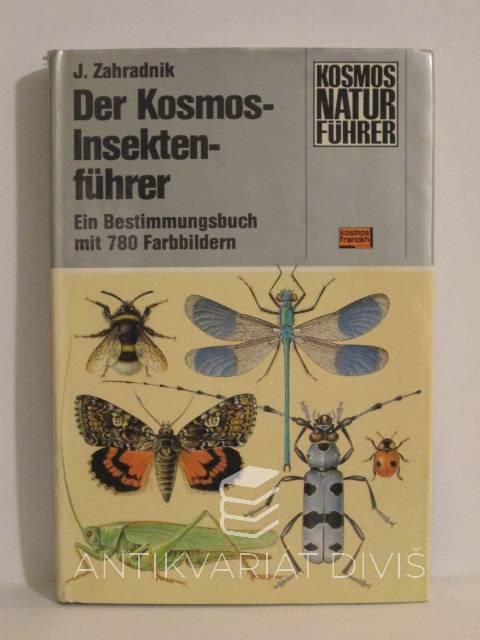 J. Zahradnik
Der Kosmos-
Insekten-
führer
Ein Bestimmungsbuch
mit 780 Farbbildern
KOSMOS
NATUR
FÜHRER
kosmos
franckh
ANTIKVARIÁT DIVIŠ